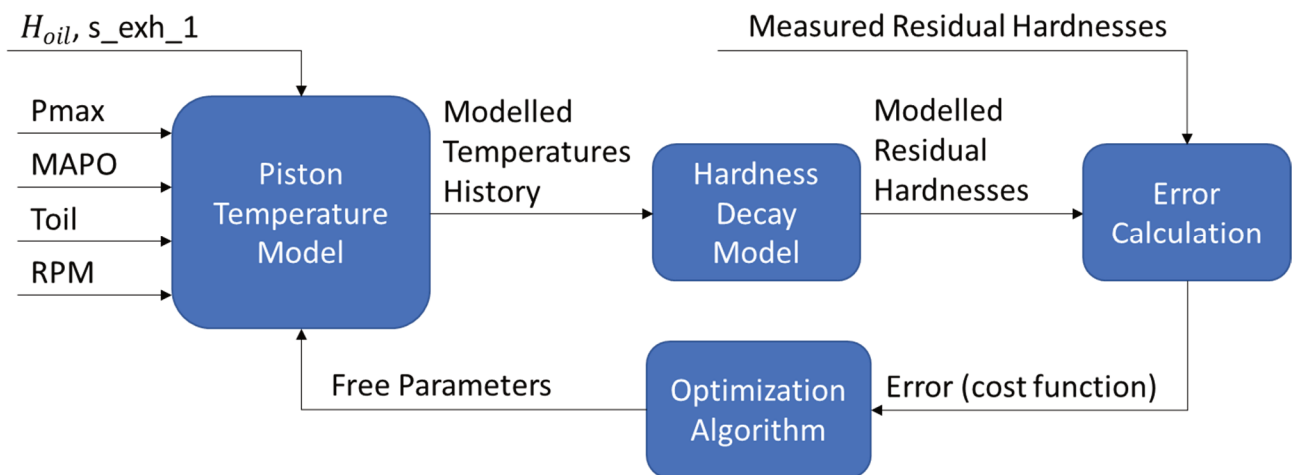 H_oil, s_exh_1
Measured Residual Hardnesses
Pmax
MAPO
Toil
RPM
Piston
Temperature
Model
Modelled
Temperatures
History
Hardness
Decay
Model
Modelled
Residual
Hardnesses
Error
Calculation
Free Parameters
Optimization
Algorithm
Error (cost function)